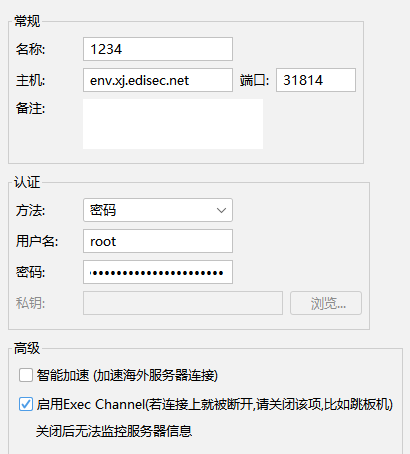 常规
名称: 1234
主机: env.xj.edisec.net 端口: 31814
备注:
认证
方法: 密码
用户名: root
密码: ••••••••••••••••••••••
私钥: 浏览...
高级
智能加速 (加速海外服务器连接)
启用Exec Channel(若连接上就被断开,请关闭该项,比如跳板机)
关闭后无法监控服务器信息